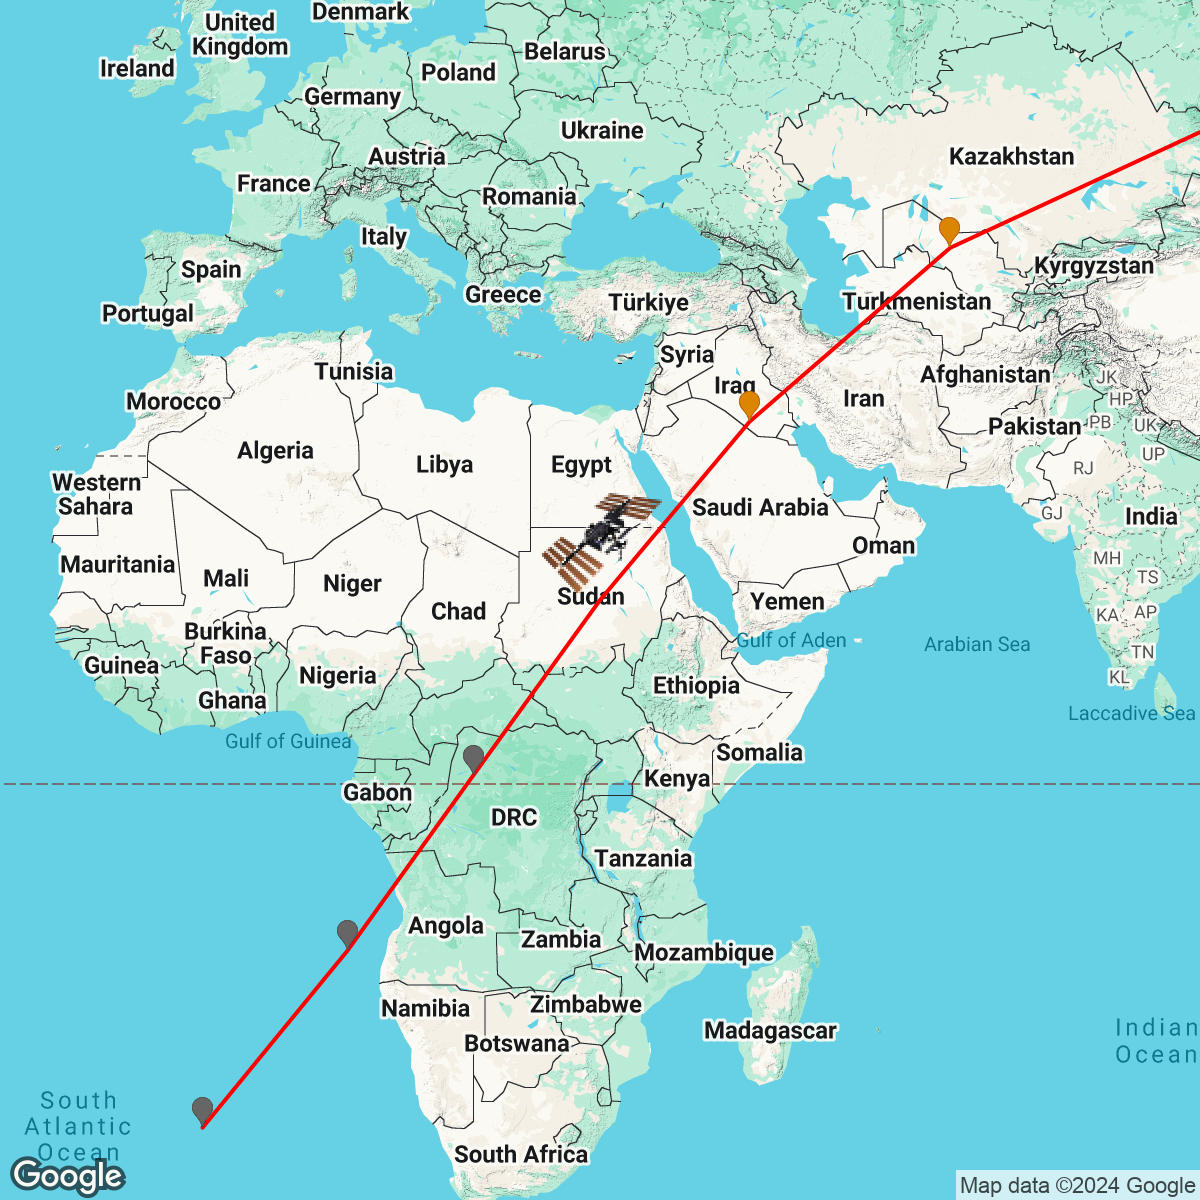 Denmark
United
Kingdom
Ireland
Belarus
Poland
Germany
Ukraine
Austria
Kazakhstan
France
Romania
Italy
Spain
Kyrgyzstan
Greece
Türkiye
Turkmenistan
Portugal
Syria
Tunisia
Iraq
Afghanistan
JK
HP
Morocco
Iran
Pakistan
PB
UK
Algeria
Libya
Egypt
UP
RJ
Western
Sahara
Saudi Arabia
GJ
India
Oman
Mauritania
MH
Mali
Niger
TS
Sudan
Yemen
Chad
KA
AP
Burkina
Faso
Gulf of Aden
Arabian Sea
TN
Guinea
Nigeria
Ethiopia
KL
Ghana
Laccadive Sea
Gulf of Guinea
Somalia
Kenya
Gabon
DRC
Tanzania
Angola
Zambia
Mozambique
Namibia
Zimbabwe
Madagascar
Indian
Ocean
Botswana
South
Atlantic
Ocean
South Africa
Google
Map data ©2024 Google